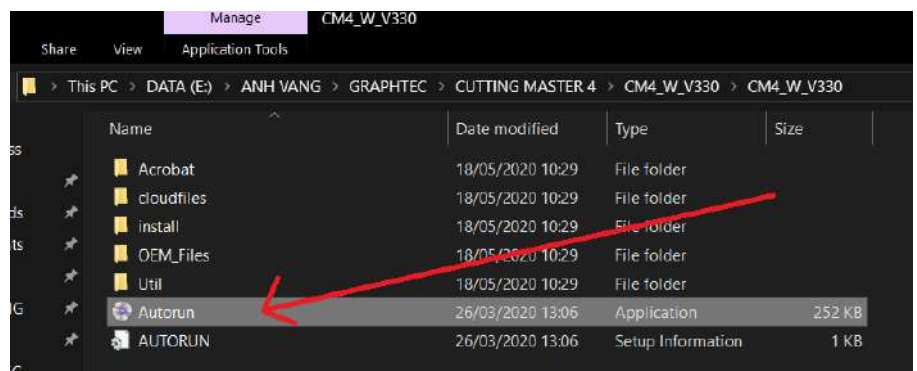 Manage CM4_W_V330
Share View Application Tools
This PC > DATA (E:) > ANH VANG > GRAPHTEC > CUTTING MASTER 4 > CM4_W_V330 > CM4_W_V330
Name Date modified Type Size
Acrobat 18/05/2020 10:29 File folder
cloudfiles 18/05/2020 10:29 File folder
install 18/05/2020 10:29 File folder
OEM_Files 18/05/2020 10:29 File folder
Util 18/05/2020 10:29 File folder
Autorun 26/03/2020 13:06 Application 252 KB
AUTORUN 26/03/2020 13:06 Setup Information 1 KB